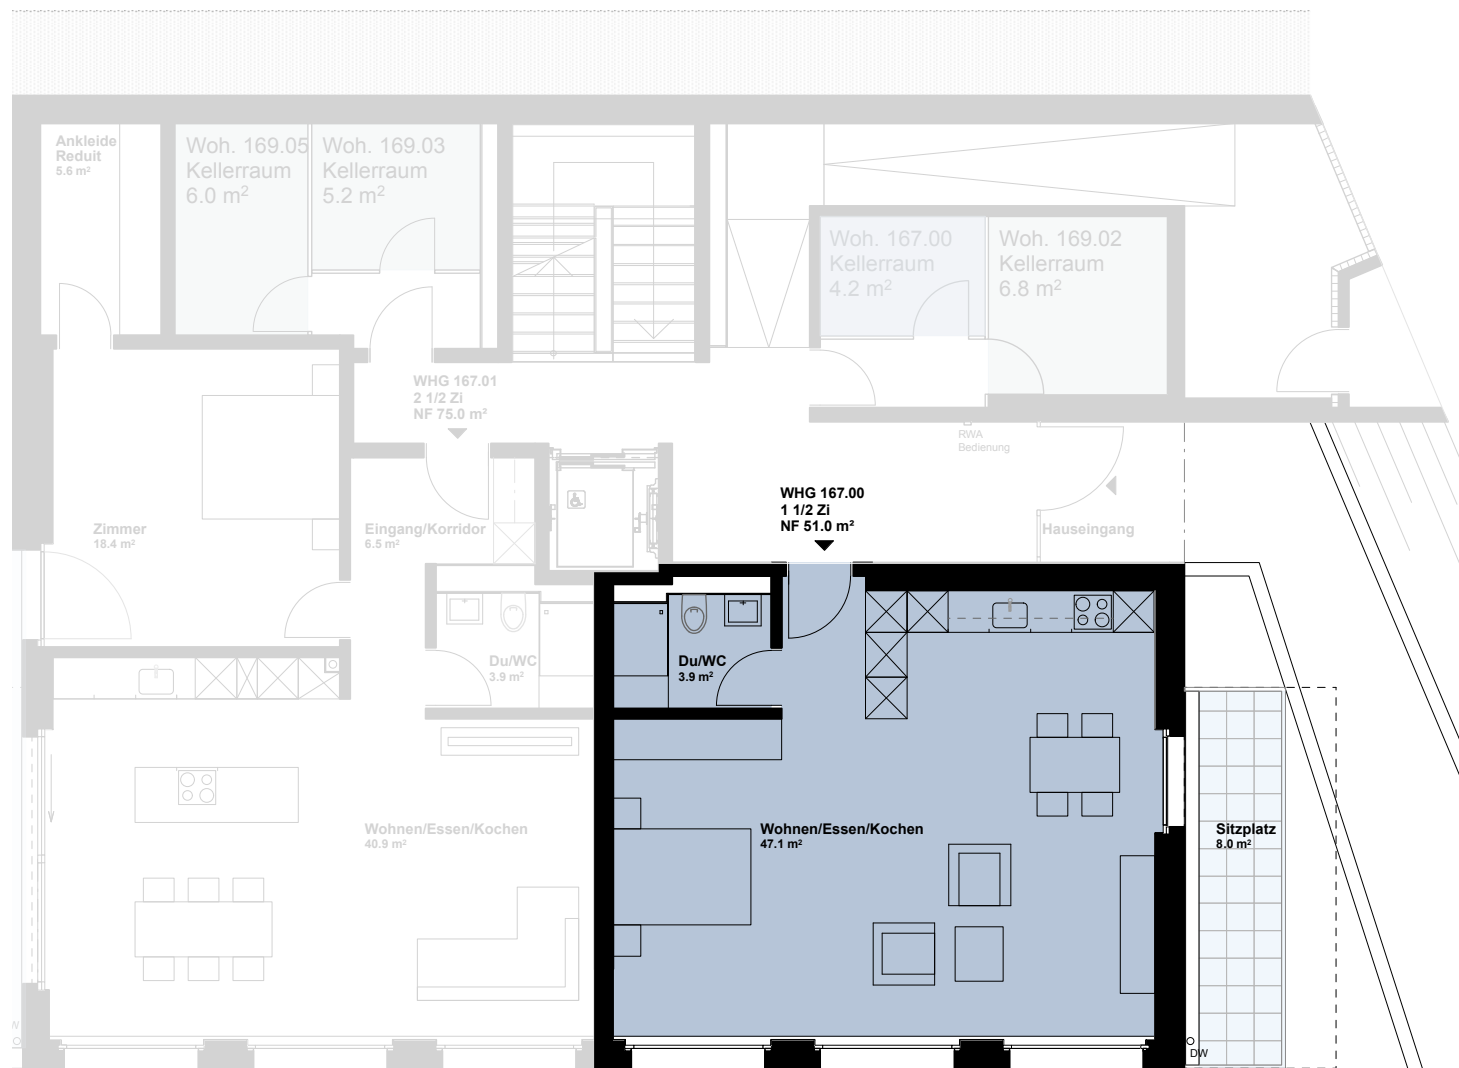 Ankleide
Reduit
5.6 m²
Woh. 169.05
Kellerraum
6.0 m²
Woh. 169.03
Kellerraum
5.2 m²
Woh. 167.00
Kellerraum
4.2 m²
Woh. 169.02
Kellerraum
6.8 m²
WHG 167.01
2 1/2 Zi
NF 75.0 m²
RWA
Bedienung
WHG 167.00
1 1/2 Zi
NF 51.0 m²
Zimmer
18.4 m²
Eingang/Korridor
6.5 m²
Hauseingang
Du/WC
3.9 m²
Du/WC
3.9 m²
Wohnen/Essen/Kochen
40.9 m²
Wohnen/Essen/Kochen
47.1 m²
Sitzplatz
8.0 m²
DW